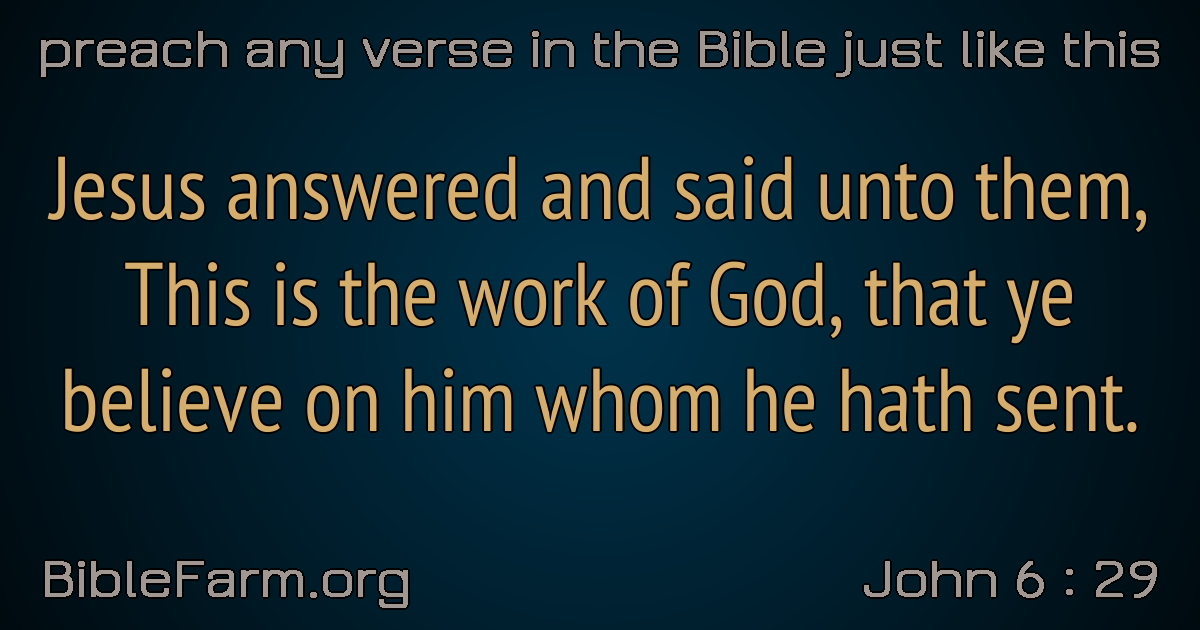 preach any verse in the Bible just like this
Jesus answered and said unto them,
This is the work of God, that ye
believe on him whom he hath sent.
BibleFarm.org
John 6 : 29